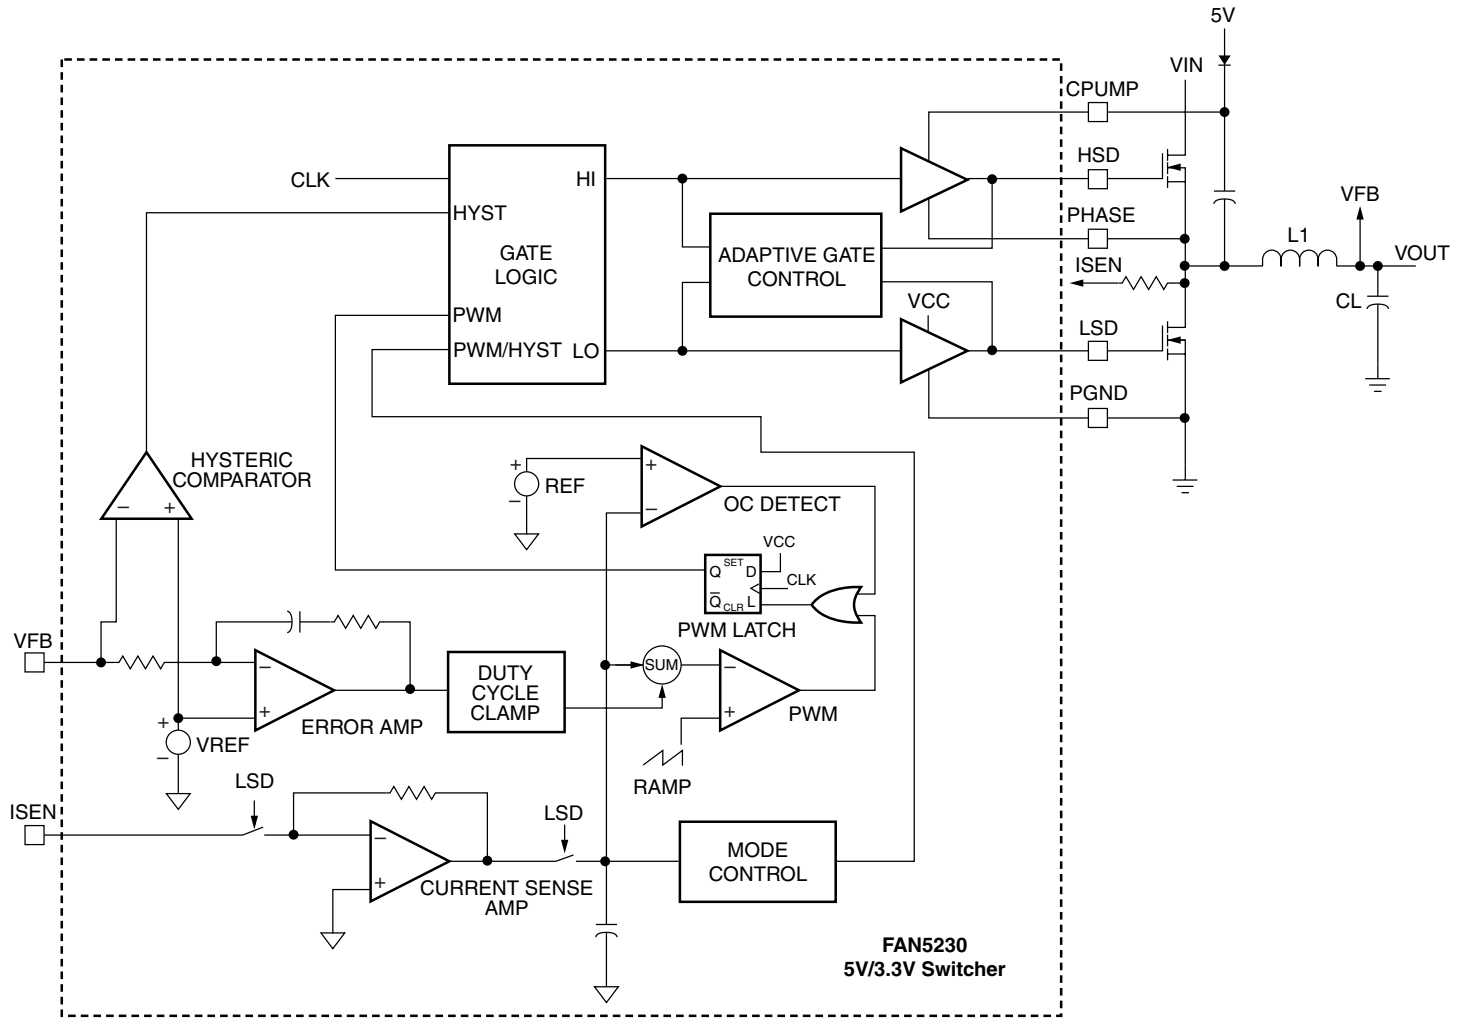 5V
VIN
CPUMP
HSD
PHASE
ISEN
LSD
PGND
VFB
L1
VOUT
CL
CLK
HI
HYST
GATE
LOGIC
PWM
PWM/HYST
LO
ADAPTIVE GATE
CONTROL
VCC
HYSTERIC
COMPARATOR
−
+
+
−
REF
+
−
OC DETECT
VCC
SET
Q
D
CLK
Q
CLR
L
PWM LATCH
VFB
−
+
ERROR AMP
+
−
VREF
DUTY
CYCLE
CLAMP
SUM
−
+
PWM
RAMP
LSD
ISEN
−
+
CURRENT SENSE
AMP
LSD
MODE
CONTROL
FAN5230
5V/3.3V Switcher